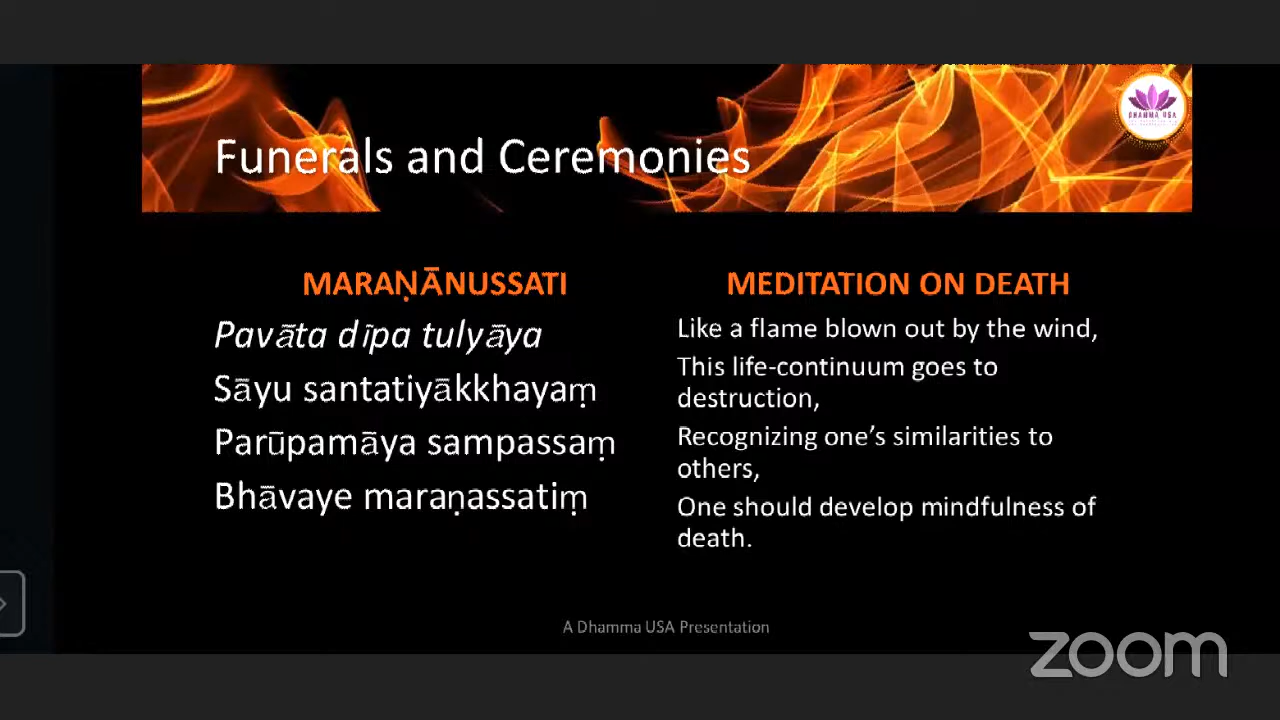 Funerals and Ceremonies
DHAMMA USA
MARAṆĀNUSSATI
Pavāta dīpa tulyāya
Sāyu santatiyākkhayaṃ
Parūpamāya sampassaṃ
Bhāvaye maraṇassatiṃ
MEDITATION ON DEATH
Like a flame blown out by the wind,
This life-continuum goes to
destruction,
Recognizing one’s similarities to
others,
One should develop mindfulness of
death.
A Dhamma USA Presentation
zoom